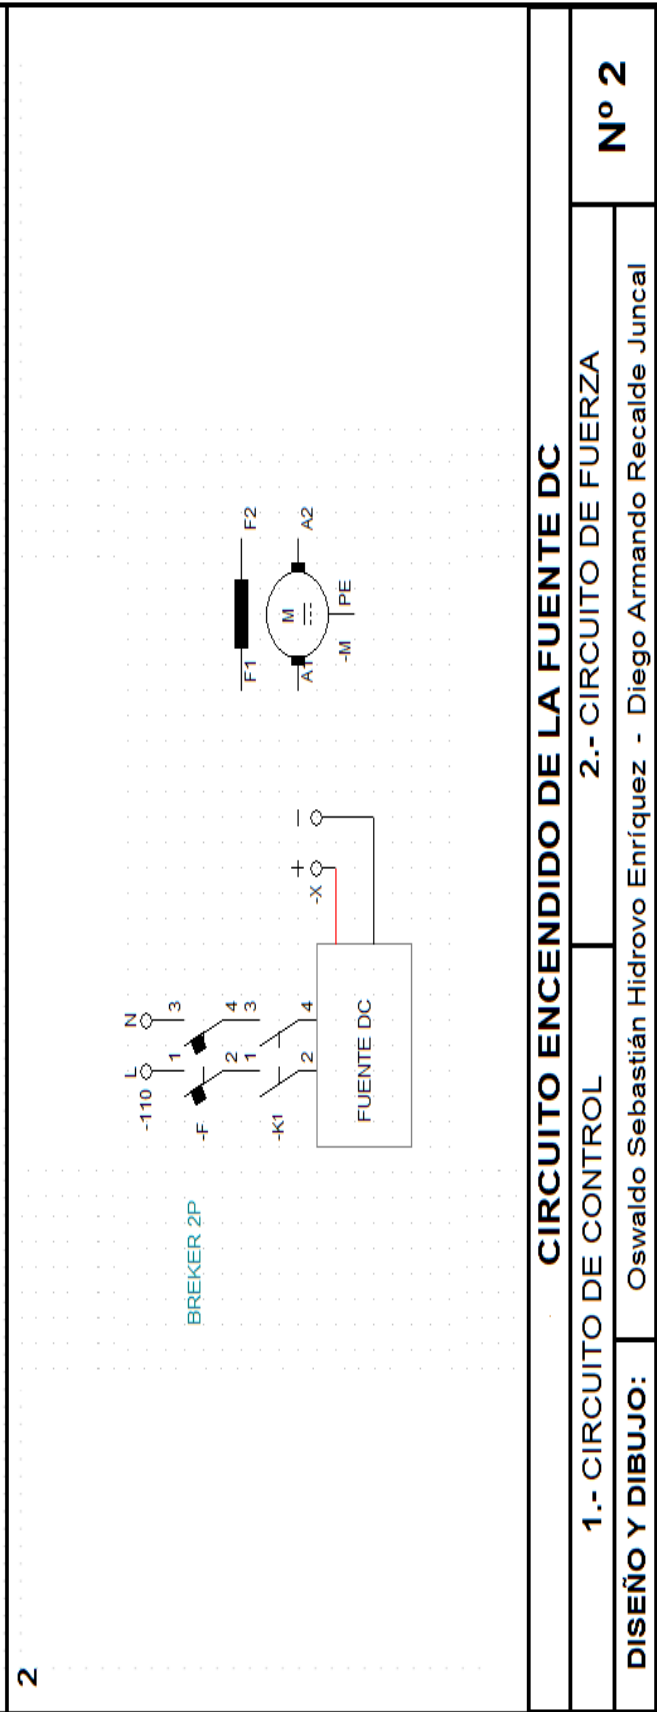 2
BREKER 2P
-110
L
N
1
3
-F
2
4
1
3
-K1
2
4
FUENTE DC
+
-
-X
F1
F2
M
A1
A2
-M
PE
CIRCUITO ENCENDIDO DE LA FUENTE DC
1.- CIRCUITO DE CONTROL
2.- CIRCUITO DE FUERZA
Nº 2
DISEÑO Y DIBUJO:
Oswaldo Sebastián Hidrovo Enríquez - Diego Armando Recalde Juncal